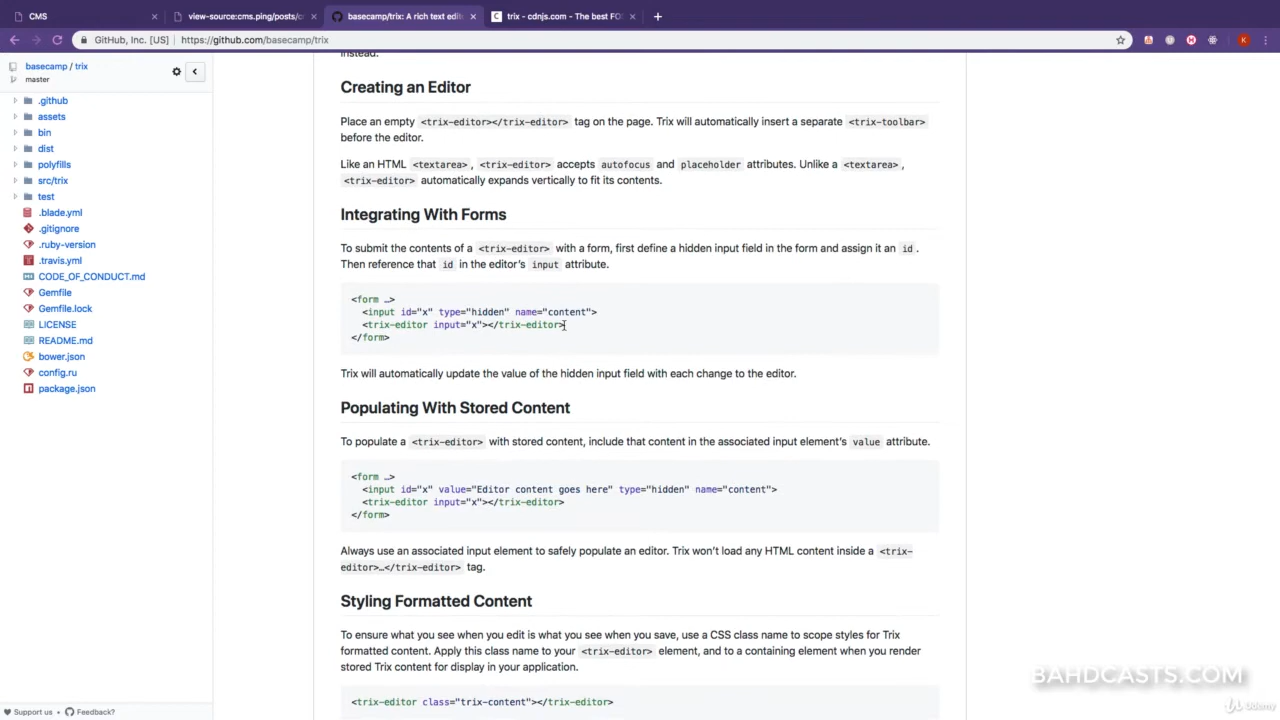 CMS
view-source:cms.ping/posts/c
basecamp/trix: A rich text edi
trix - cdnjs.com - The best FO
GitHub, Inc. [US]
https://github.com/basecamp/trix
K
basecamp / trix
master
.github
assets
bin
dist
polyfills
src/trix
test
.blade.yml
.gitignore
.ruby-version
.travis.yml
CODE_OF_CONDUCT.md
Gemfile
Gemfile.lock
LICENSE
README.md
bower.json
config.ru
package.json
Support us • Feedback?
instead.
Creating an Editor
Place an empty <trix-editor></trix-editor> tag on the page. Trix will automatically insert a separate <trix-toolbar>
before the editor.
Like an HTML <textarea>, <trix-editor> accepts autofocus and placeholder attributes. Unlike a <textarea>,
<trix-editor> automatically expands vertically to fit its contents.
Integrating With Forms
To submit the contents of a <trix-editor> with a form, first define a hidden input field in the form and assign it an id.
Then reference that id in the editor's input attribute.
<form …>
<input id="x" type="hidden" name="content">
<trix-editor input="x"></trix-editor>
</form>
Trix will automatically update the value of the hidden input field with each change to the editor.
Populating With Stored Content
To populate a <trix-editor> with stored content, include that content in the associated input element's value attribute.
<form …>
<input id="x" value="Editor content goes here" type="hidden" name="content">
<trix-editor input="x"></trix-editor>
</form>
Always use an associated input element to safely populate an editor. Trix won't load any HTML content inside a <trix-
editor>…</trix-editor> tag.
Styling Formatted Content
To ensure what you see when you edit is what you see when you save, use a CSS class name to scope styles for Trix
formatted content. Apply this class name to your <trix-editor> element, and to a containing element when you render
stored Trix content for display in your application.
<trix-editor class="trix-content"></trix-editor>
BAHDCASTS.COM
Udemy